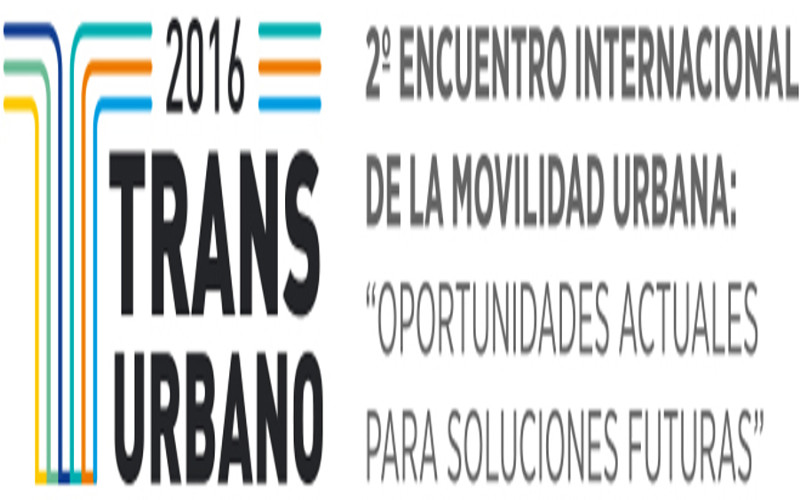 2016
TRANS
URBANO
2º ENCUENTRO INTERNACIONAL
DE LA MOVILIDAD URBANA:
“OPORTUNIDADES ACTUALES
PARA SOLUCIONES FUTURAS”